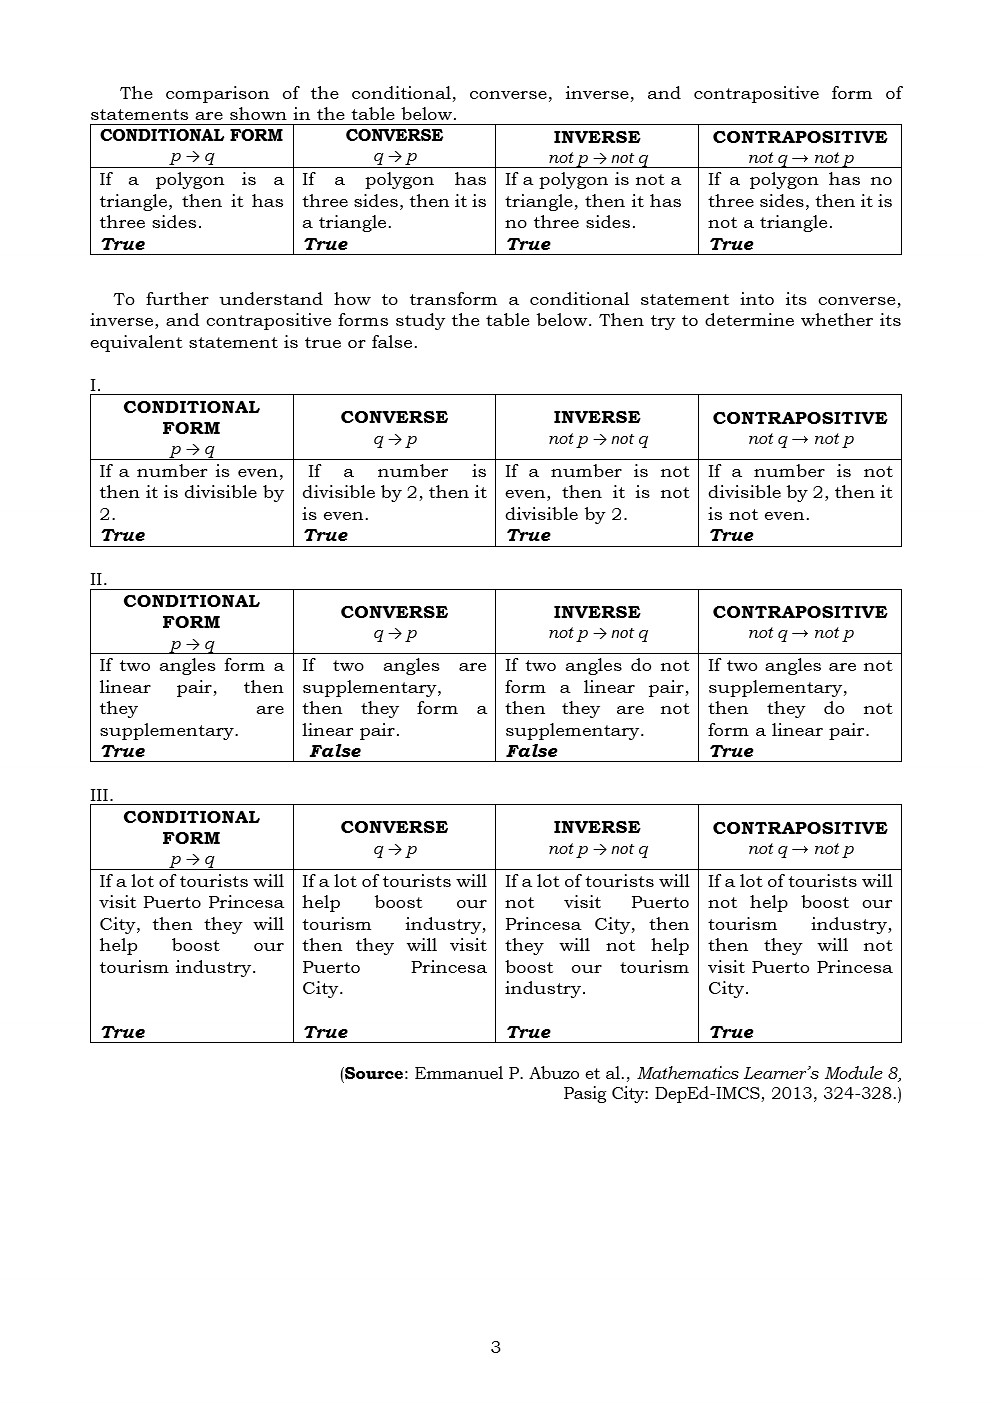 The comparison of the conditional, converse, inverse, and contrapositive form of
statements are shown in the table below.
CONDITIONAL FORM
p → q
CONVERSE
q → p
INVERSE
not p → not q
CONTRAPOSITIVE
not q → not p
If a polygon is a
triangle, then it has
three sides.
True
If a polygon has
three sides, then it is
a triangle.
True
If a polygon is not a
triangle, then it has
no three sides.
True
If a polygon has no
three sides, then it is
not a triangle.
True
To further understand how to transform a conditional statement into its converse,
inverse, and contrapositive forms study the table below. Then try to determine whether its
equivalent statement is true or false.
I.
CONDITIONAL
FORM
p → q
CONVERSE
q → p
INVERSE
not p → not q
CONTRAPOSITIVE
not q → not p
If a number is even,
then it is divisible by
2.
True
If a number is
divisible by 2, then it
is even.
True
If a number is not
even, then it is not
divisible by 2.
True
If a number is not
divisible by 2, then it
is not even.
True
II.
CONDITIONAL
FORM
p → q
CONVERSE
q → p
INVERSE
not p → not q
CONTRAPOSITIVE
not q → not p
If two angles form a
linear pair, then
they are
supplementary.
True
If two angles are
supplementary,
then they form a
linear pair.
False
If two angles do not
form a linear pair,
then they are not
supplementary.
False
If two angles are not
supplementary,
then they do not
form a linear pair.
True
III.
CONDITIONAL
FORM
p → q
CONVERSE
q → p
INVERSE
not p → not q
CONTRAPOSITIVE
not q → not p
If a lot of tourists will
visit Puerto Princesa
City, then they will
help boost our
tourism industry.
True
If a lot of tourists will
help boost our
tourism industry,
then they will visit
Puerto Princesa
City.
True
If a lot of tourists will
not visit Puerto
Princesa City, then
they will not help
boost our tourism
industry.
True
If a lot of tourists will
not help boost our
tourism industry,
then they will not
visit Puerto Princesa
City.
True
(Source: Emmanuel P. Abuzo et al., Mathematics Learner’s Module 8,
Pasig City: DepEd-IMCS, 2013, 324-328.)
3